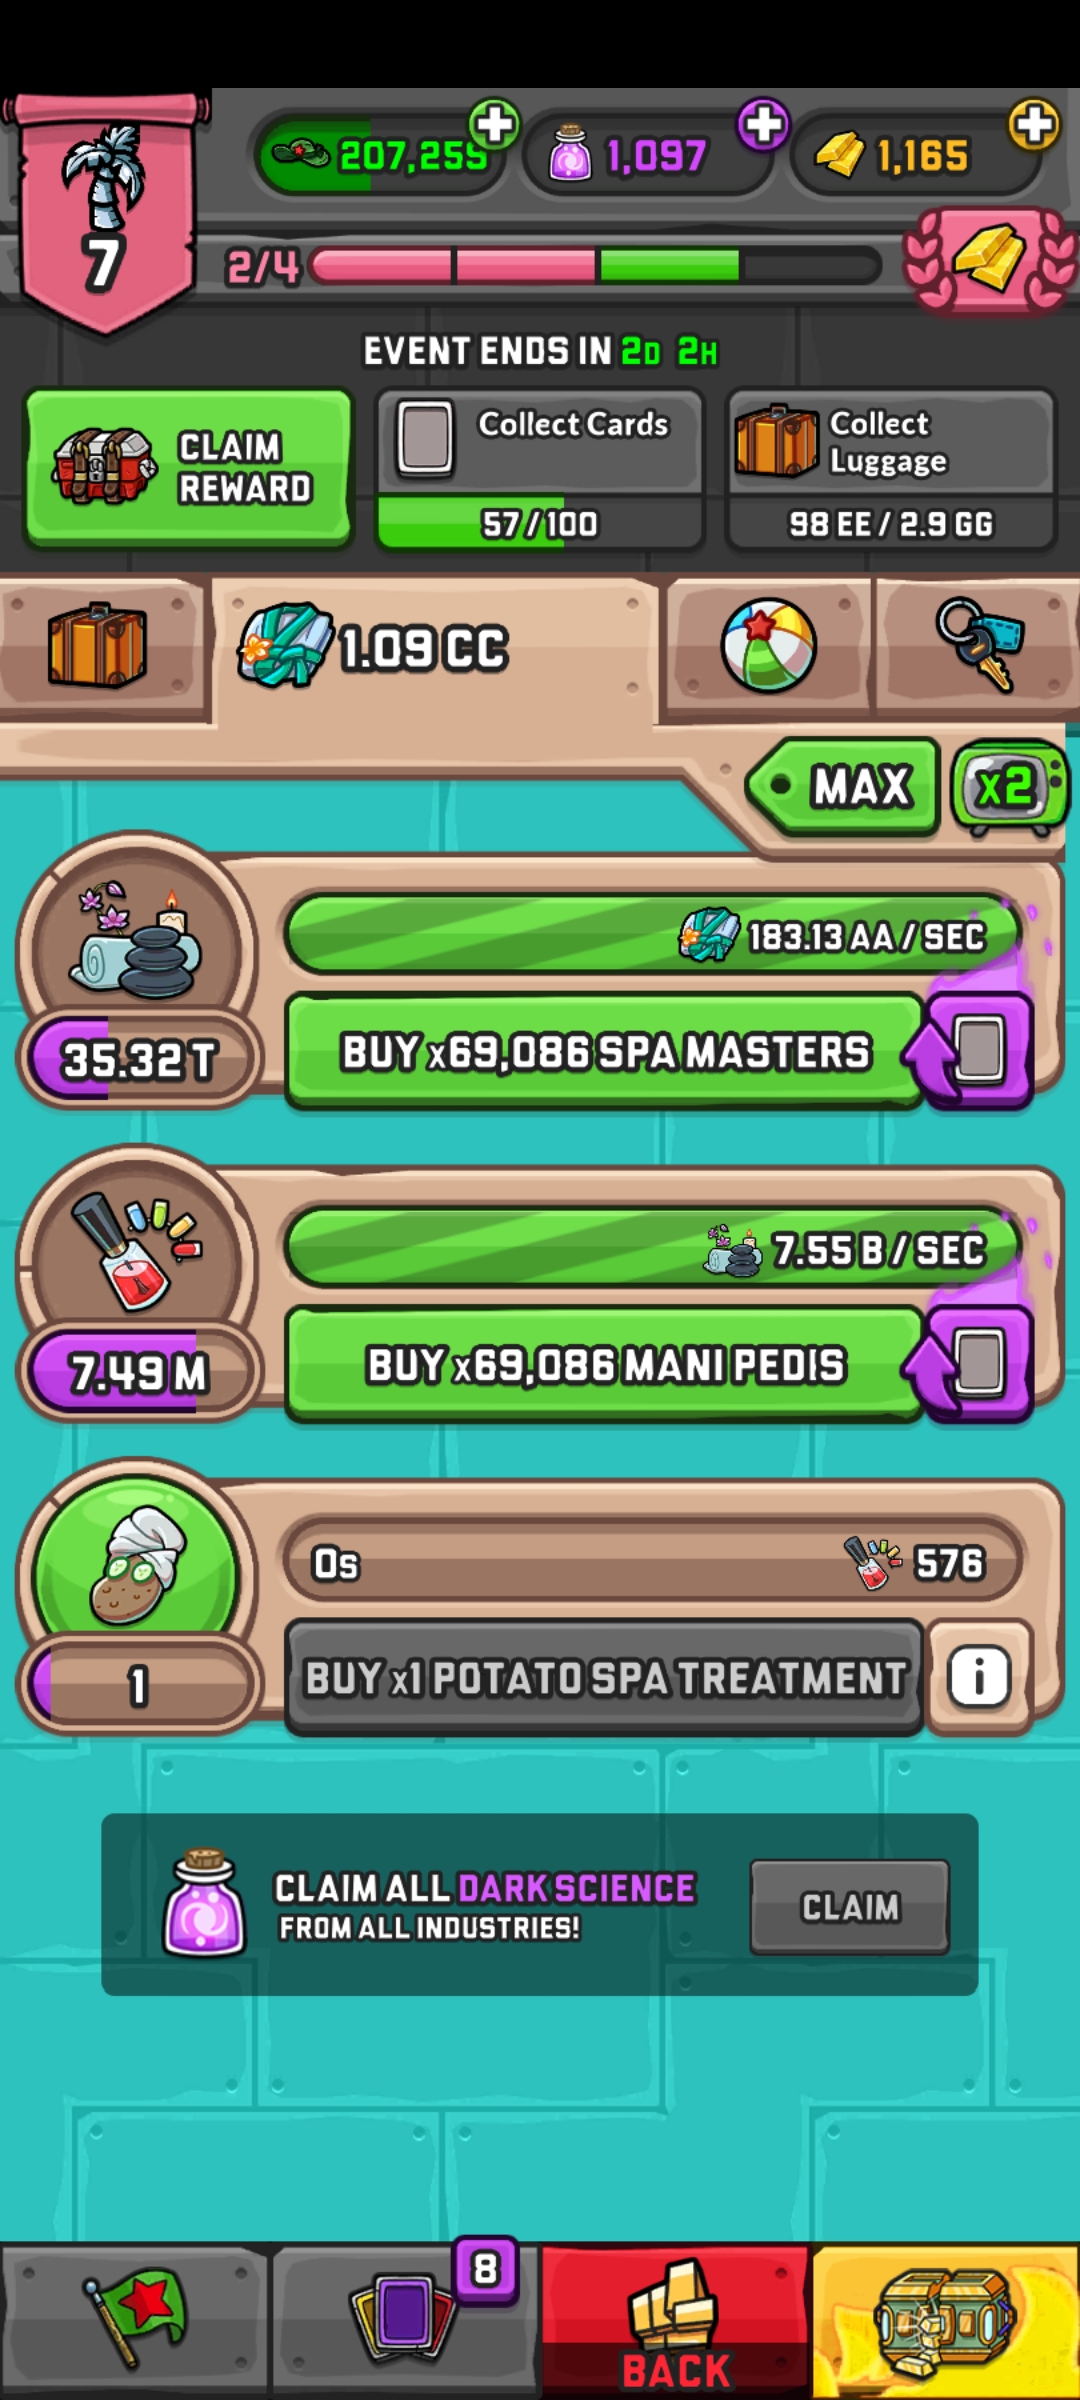 207,259
1,097
1,165
7
2/4
EVENT ENDS IN 2D 2H
CLAIM
REWARD
Collect Cards
57/100
Collect
Luggage
98 EE / 2.9 GG
1.09 CC
MAX
x2
183.13 AA / SEC
35.32 T
BUY x69,086 SPA MASTERS
7.55 B / SEC
7.49 M
BUY x69,086 MANI PEDIS
0s
576
1
BUY x1 POTATO SPA TREATMENT
i
CLAIM ALL DARK SCIENCE
FROM ALL INDUSTRIES!
CLAIM
8
BACK